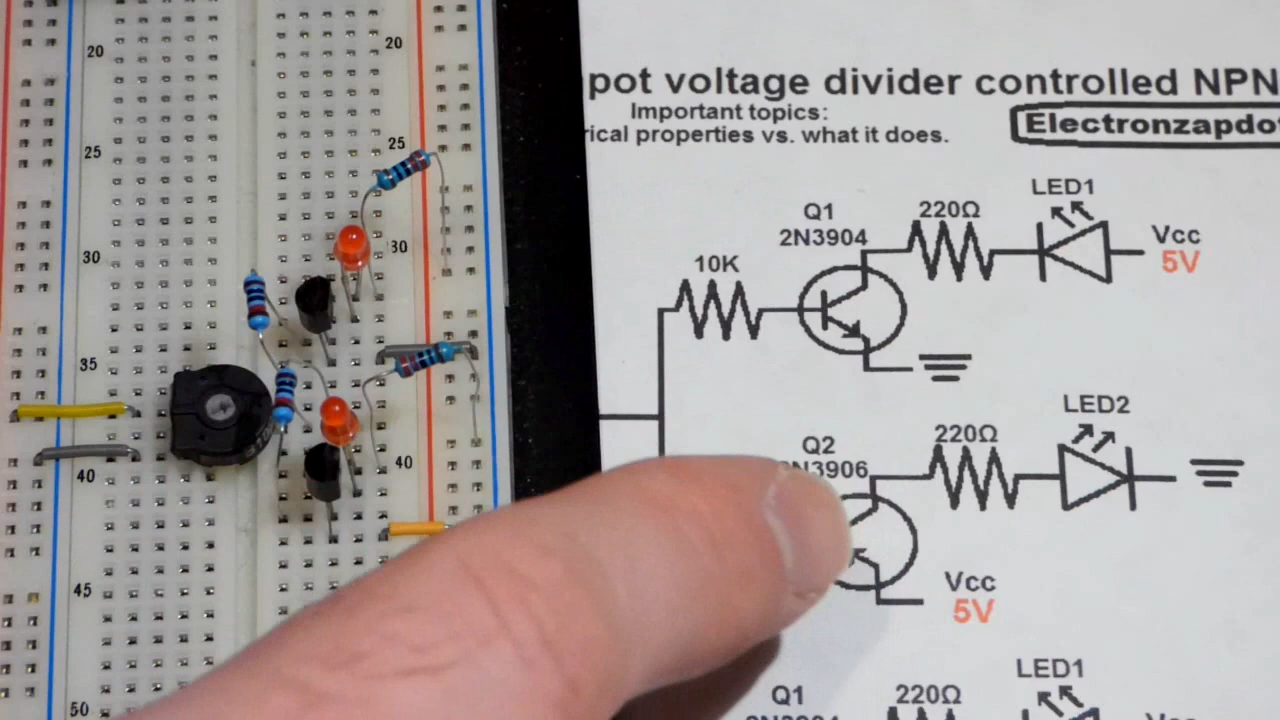 pot voltage divider controlled NPN
Important topics:
rical properties vs. what it does.
Electronzapdo
LED1
Q1
2N3904
220Ω
Vcc
5V
10K
LED2
Q2
N3906
220Ω
Vcc
5V
LED1
Q1
220Ω
20
20
25
25
30
30
35
40
40
45
50